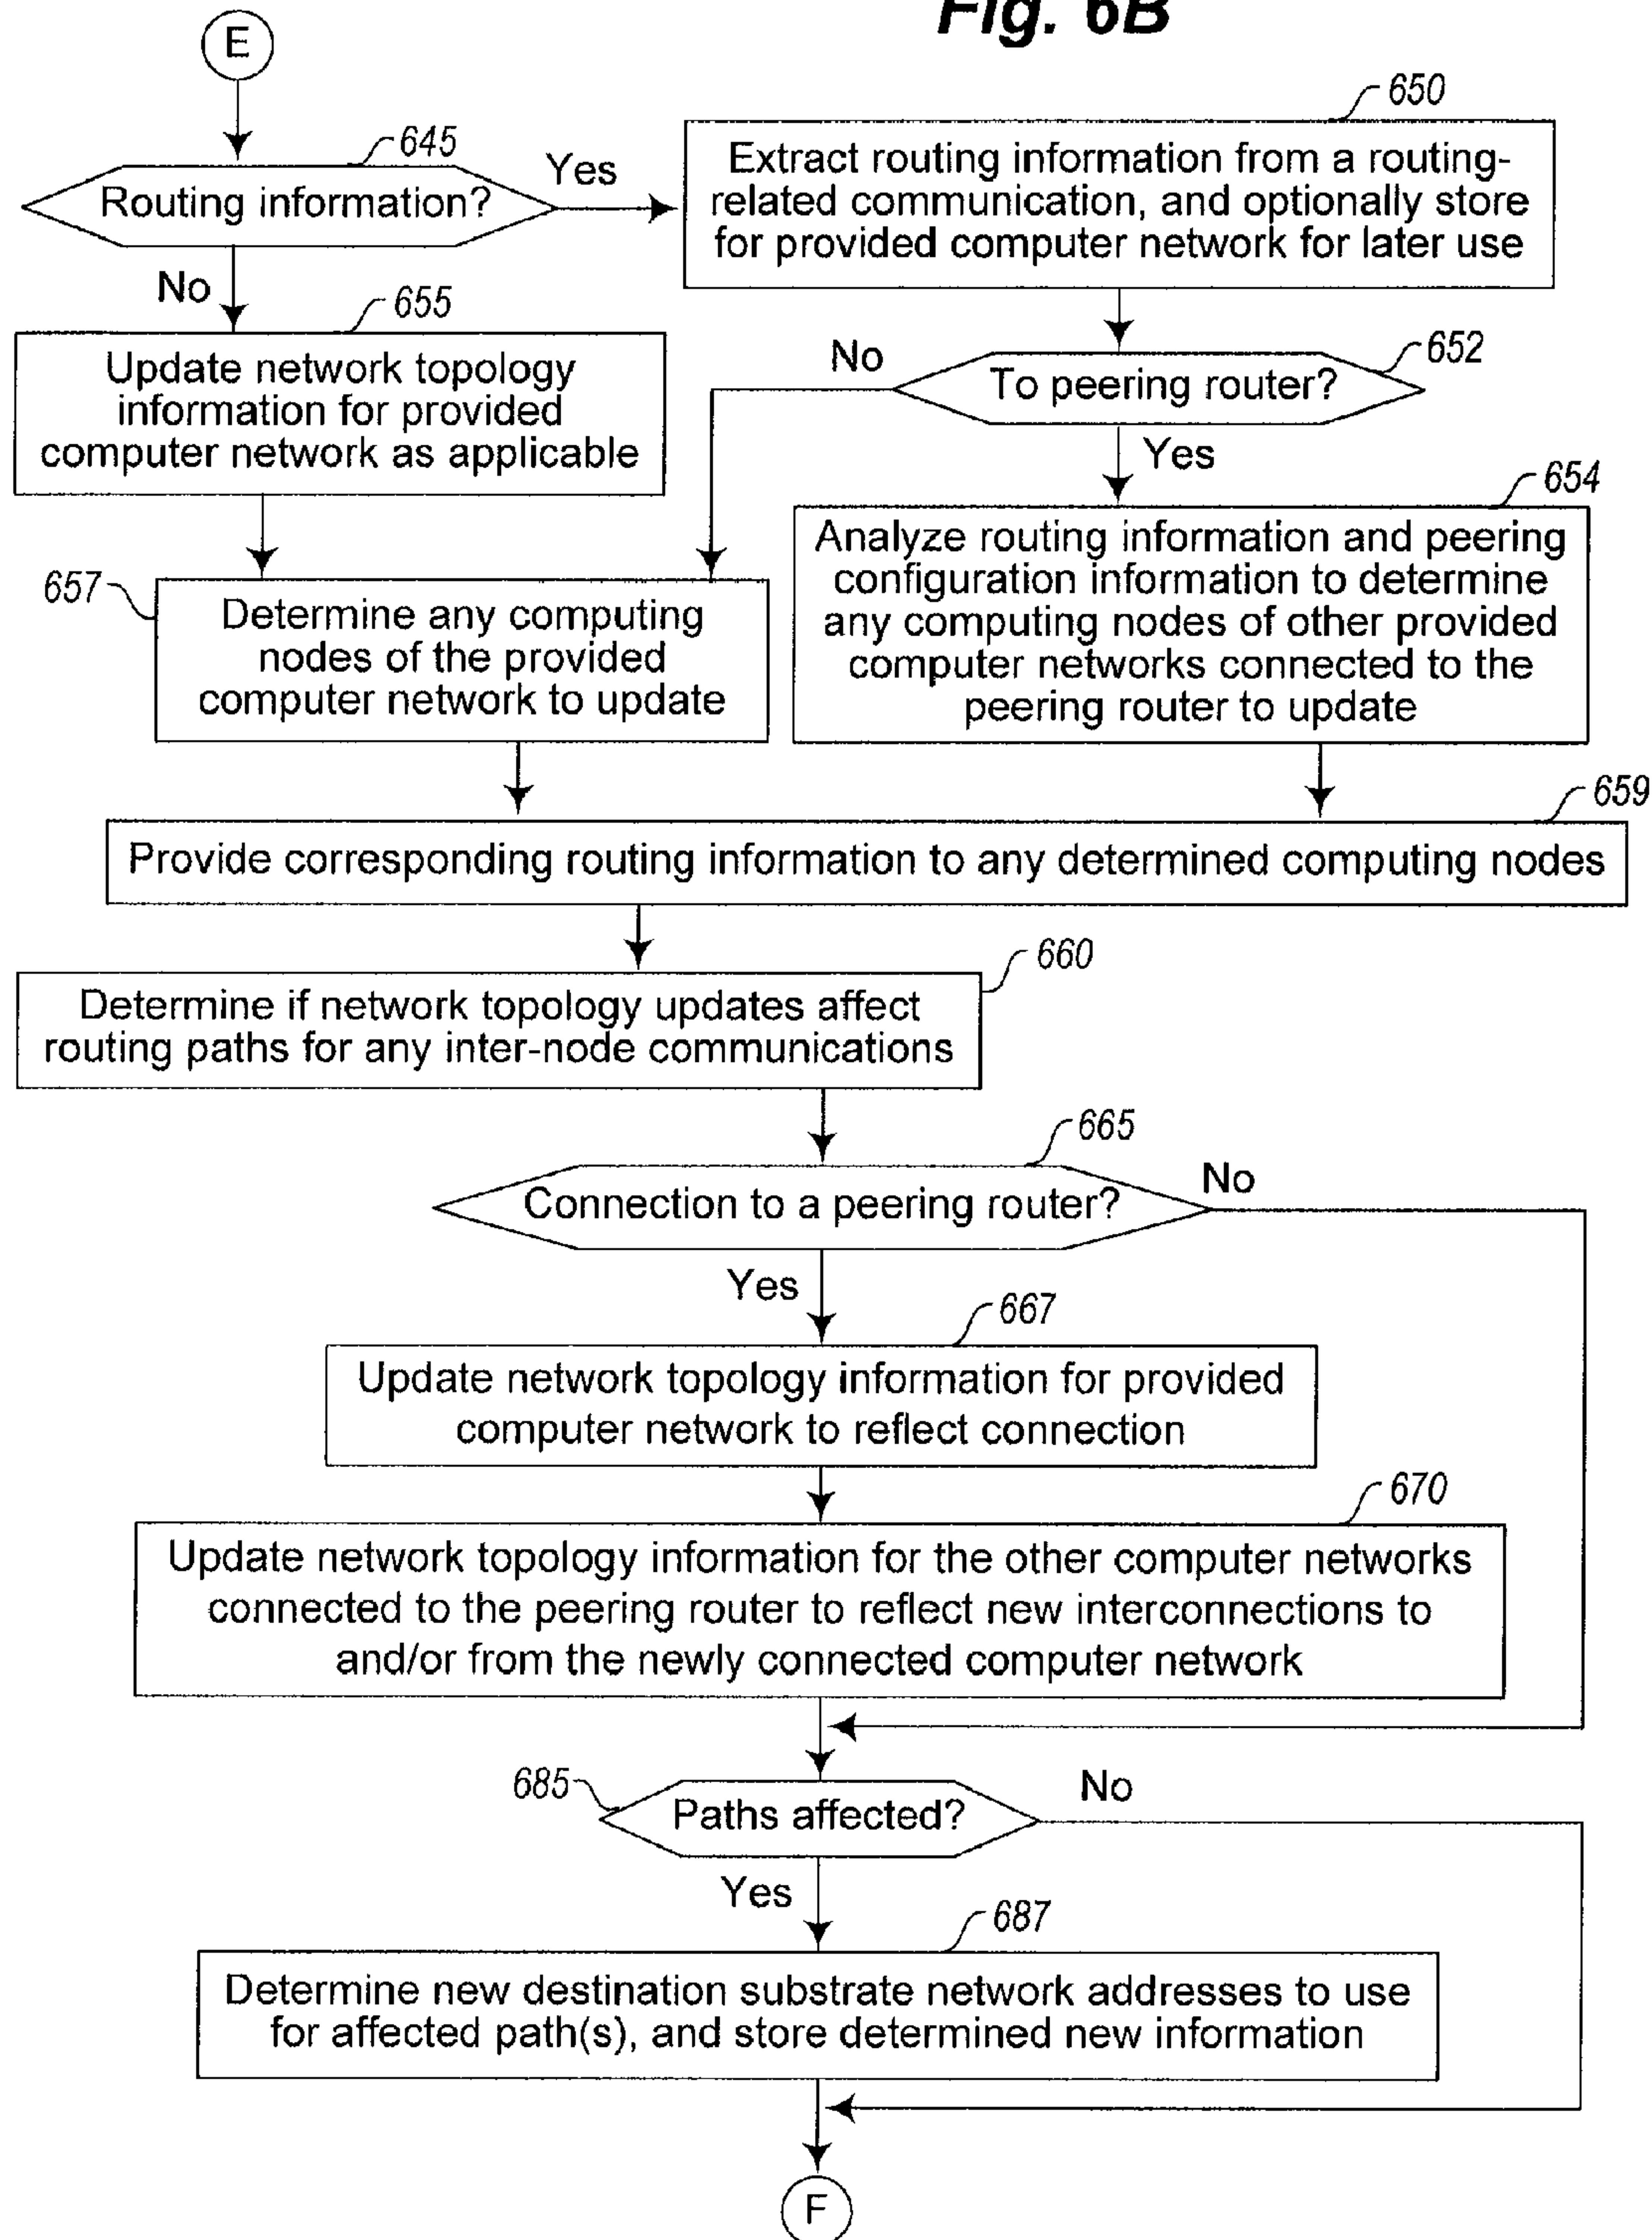 Fig. 6B
E
645
Routing information?
Yes
650
Extract routing information from a routing-
related communication, and optionally store
for provided computer network for later use
No
655
Update network topology
information for provided
computer network as applicable
No
652
To peering router?
Yes
654
Analyze routing information and peering
configuration information to determine
any computing nodes of other provided
computer networks connected to the
peering router to update
657
Determine any computing
nodes of the provided
computer network to update
659
Provide corresponding routing information to any determined computing nodes
660
Determine if network topology updates affect
routing paths for any inter-node communications
665
Connection to a peering router?
No
Yes
667
Update network topology information for provided
computer network to reflect connection
670
Update network topology information for the other computer networks
connected to the peering router to reflect new interconnections to
and/or from the newly connected computer network
685
Paths affected?
No
Yes
687
Determine new destination substrate network addresses to use
for affected path(s), and store determined new information
F